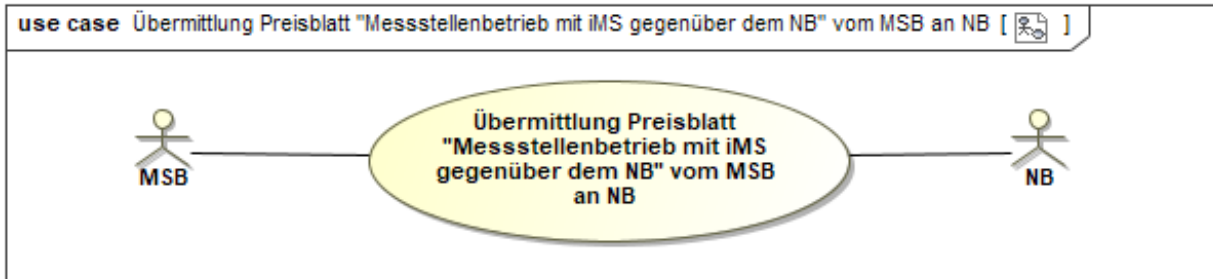 use case Übermittlung Preisblatt "Messstellenbetrieb mit iMS gegenüber dem NB" vom MSB an NB [ ]
Übermittlung Preisblatt
"Messstellenbetrieb mit iMS
gegenüber dem NB" vom MSB
an NB
MSB
NB